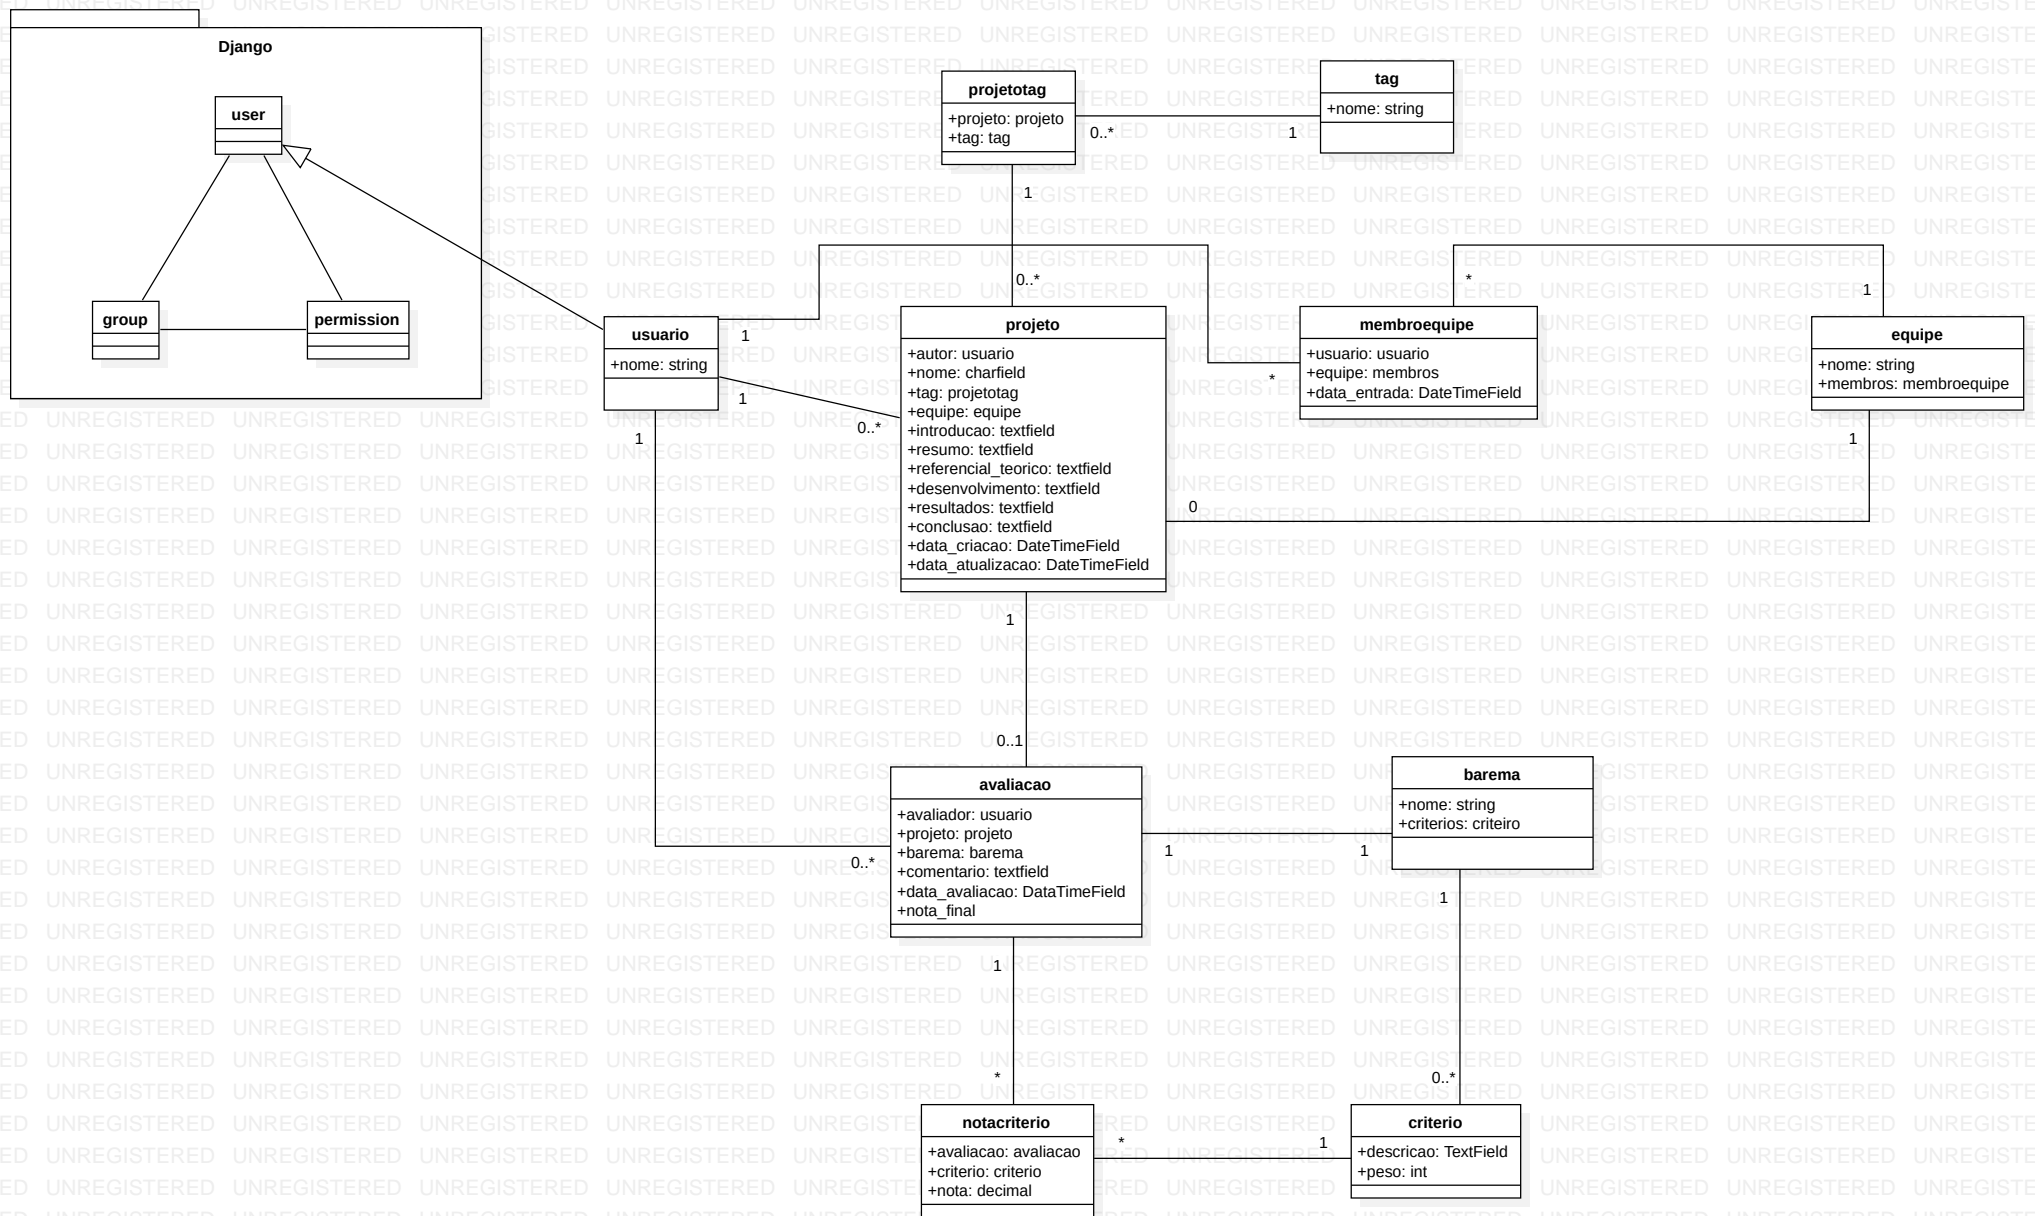 Django
user
group
permission
projetotag
+projeto: projeto
+tag: tag
0..*
1
tag
+nome: string
1
0..*
usuario
+nome: string
1
1
0..*
1
projeto
+autor: usuario
+nome: charfield
+tag: projetotag
+equipe: equipe
+introducao: textfield
+resumo: textfield
+referencial_teorico: textfield
+desenvolvimento: textfield
+resultados: textfield
+conclusao: textfield
+data_criacao: DateTimeField
+data_atualizacao: DateTimeField
membroequipe
+usuario: usuario
+equipe: membros
+data_entrada: DateTimeField
*
*
1
equipe
+nome: string
+membros: membroequipe
1
0
1
0..1
avaliacao
+avaliador: usuario
+projeto: projeto
+barema: barema
+comentario: textfield
+data_avaliacao: DataTimeField
+nota_final
0..*
1
1
barema
+nome: string
+criterios: criteiro
1
0..*
1
*
notacriterio
+avaliacao: avaliacao
+criterio: criterio
+nota: decimal
*
1
criterio
+descricao: TextField
+peso: int
UNREGISTERED